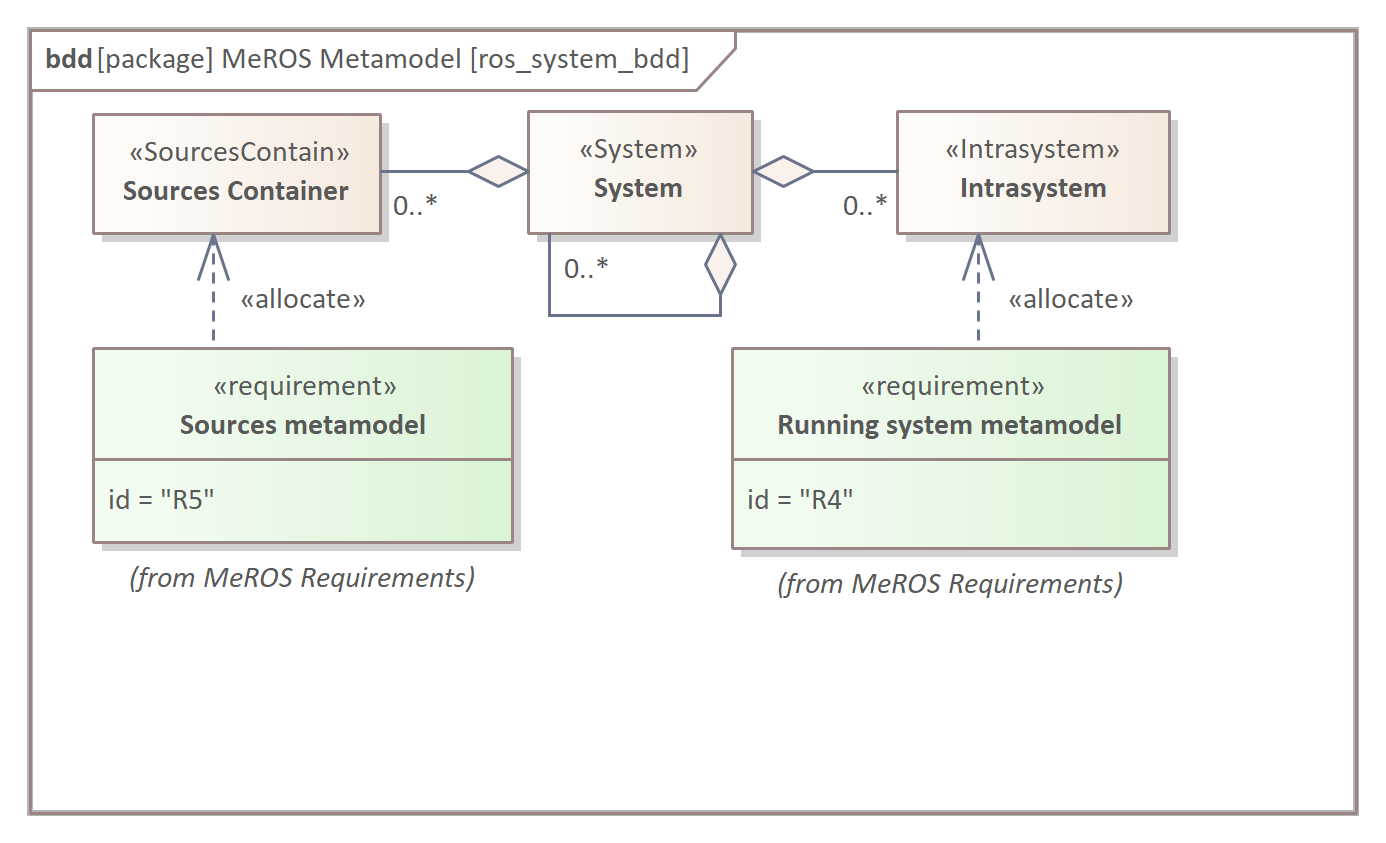 bdd [package] MeROS Metamodel [ros_system_bdd]
«SourcesContain»
Sources Container
«System»
System
«Intrasystem»
Intrasystem
0..*
0..*
0..*
«allocate»
«allocate»
«requirement»
Sources metamodel
id = "R5"
(from MeROS Requirements)
«requirement»
Running system metamodel
id = "R4"
(from MeROS Requirements)